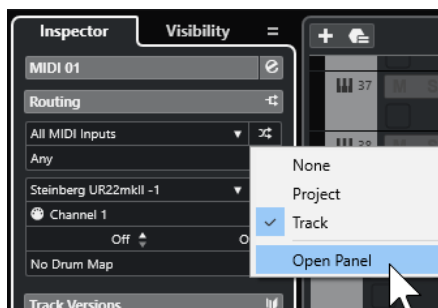 Inspector Visibility
MIDI 01
Routing
All MIDI Inputs
Any
Steinberg UR22mkII -1
Channel 1
Off O
No Drum Map
Track Versions
37 M S
38
None
Project
Track
Open Panel